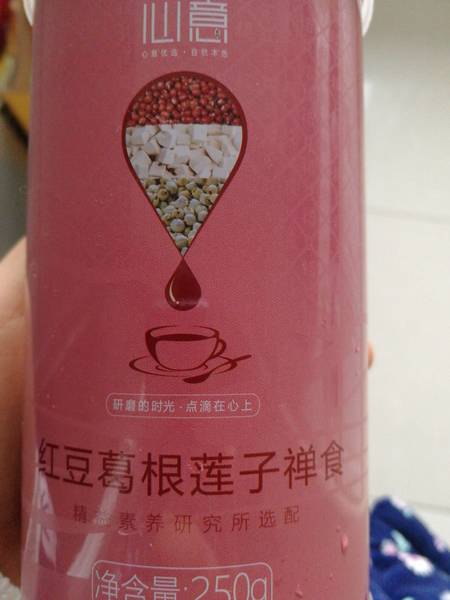 心意
心意优选·自然本色
研磨的时光·点滴在心上
红豆葛根莲子禅食
精益素养研究所选配
净含量:250g